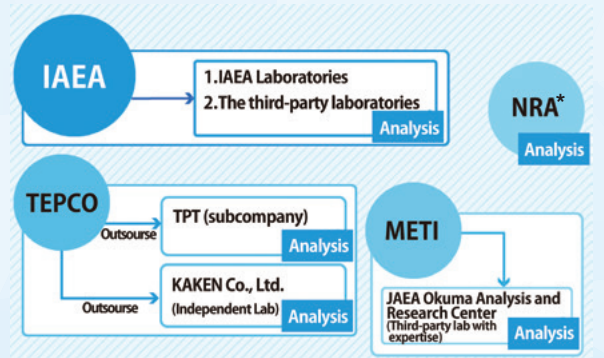 IAEA
1.IAEA Laboratories
2.The third-party laboratories
Analysis
NRA*
Analysis
TEPCO
Outsourse
TPT (subcompany)
Analysis
Outsourse
KAKEN Co., Ltd.
(Independent Lab)
Analysis
METI
JAEA Okuma Analysis and
Research Center
(Third-party lab with
expertise)
Analysis